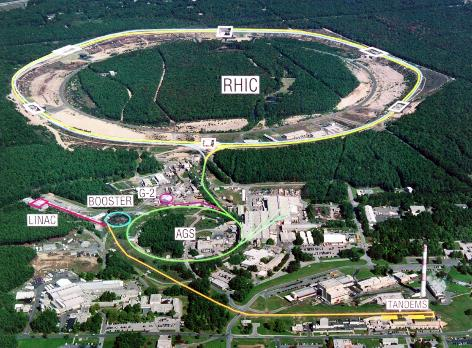 RHIC
G-2
BOOSTER
LINAC
AGS
TANDEMS